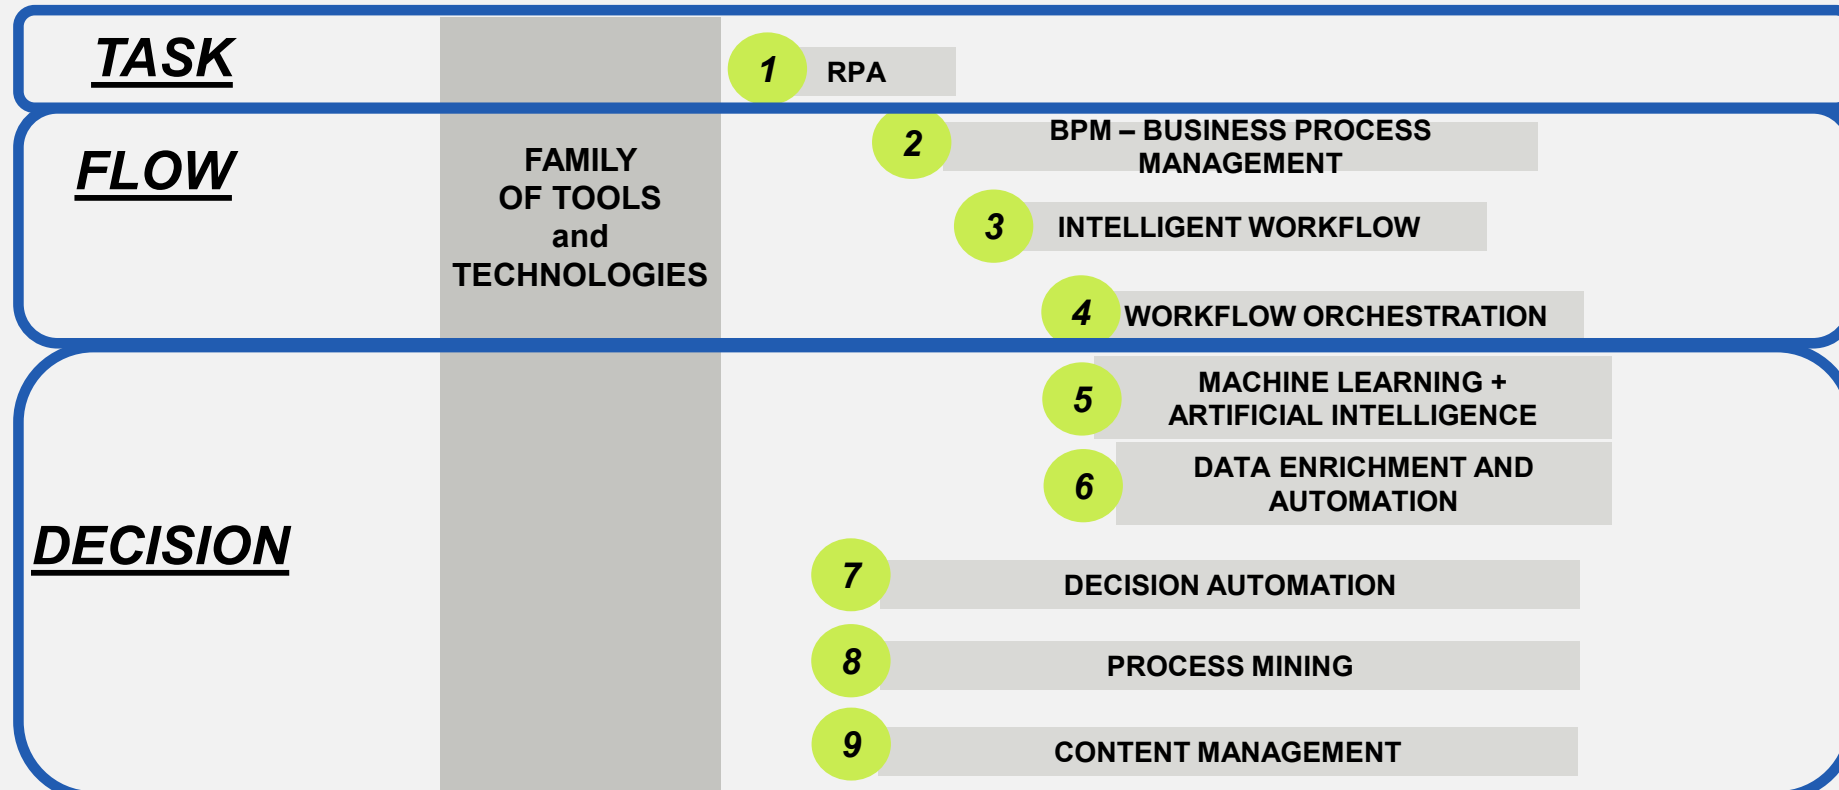 TASK
1
RPA
FLOW
FAMILY
OF TOOLS
and
TECHNOLOGIES
2
BPM – BUSINESS PROCESS
MANAGEMENT
3
INTELLIGENT WORKFLOW
4
WORKFLOW ORCHESTRATION
DECISION
5
MACHINE LEARNING +
ARTIFICIAL INTELLIGENCE
6
DATA ENRICHMENT AND
AUTOMATION
7
DECISION AUTOMATION
8
PROCESS MINING
9
CONTENT MANAGEMENT